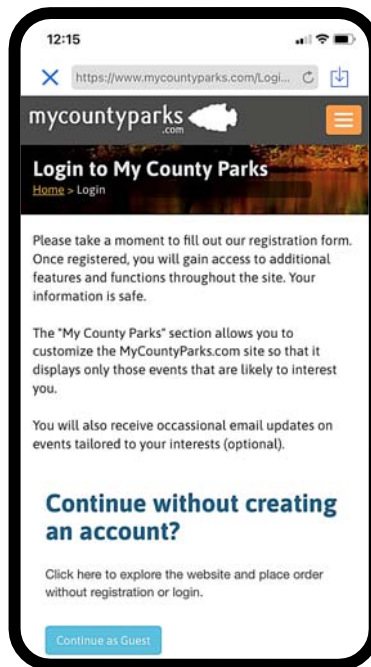 12:15
https://www.mycountyparks.com/Logi...
mycountyparks
.com
Login to My County Parks
Home > Login
Please take a moment to fill out our registration form.
Once registered, you will gain access to additional
features and functions throughout the site. Your
information is safe.
The "My County Parks" section allows you to
customize the MyCountyParks.com site so that it
displays only those events that are likely to interest
you.
You will also receive occassional email updates on
events tailored to your interests (optional).
Continue without creating
an account?
Click here to explore the website and place order
without registration or login.
Continue as Guest